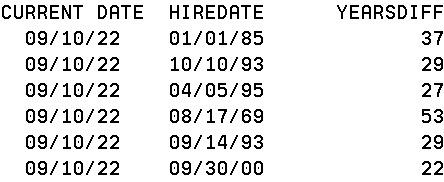 CURRENT DATE  HIREDATE      YEARSDIFF
09/10/22    01/01/85             37
09/10/22    10/10/93             29
09/10/22    04/05/95             27
09/10/22    08/17/69             53
09/10/22    09/14/93             29
09/10/22    09/30/00             22